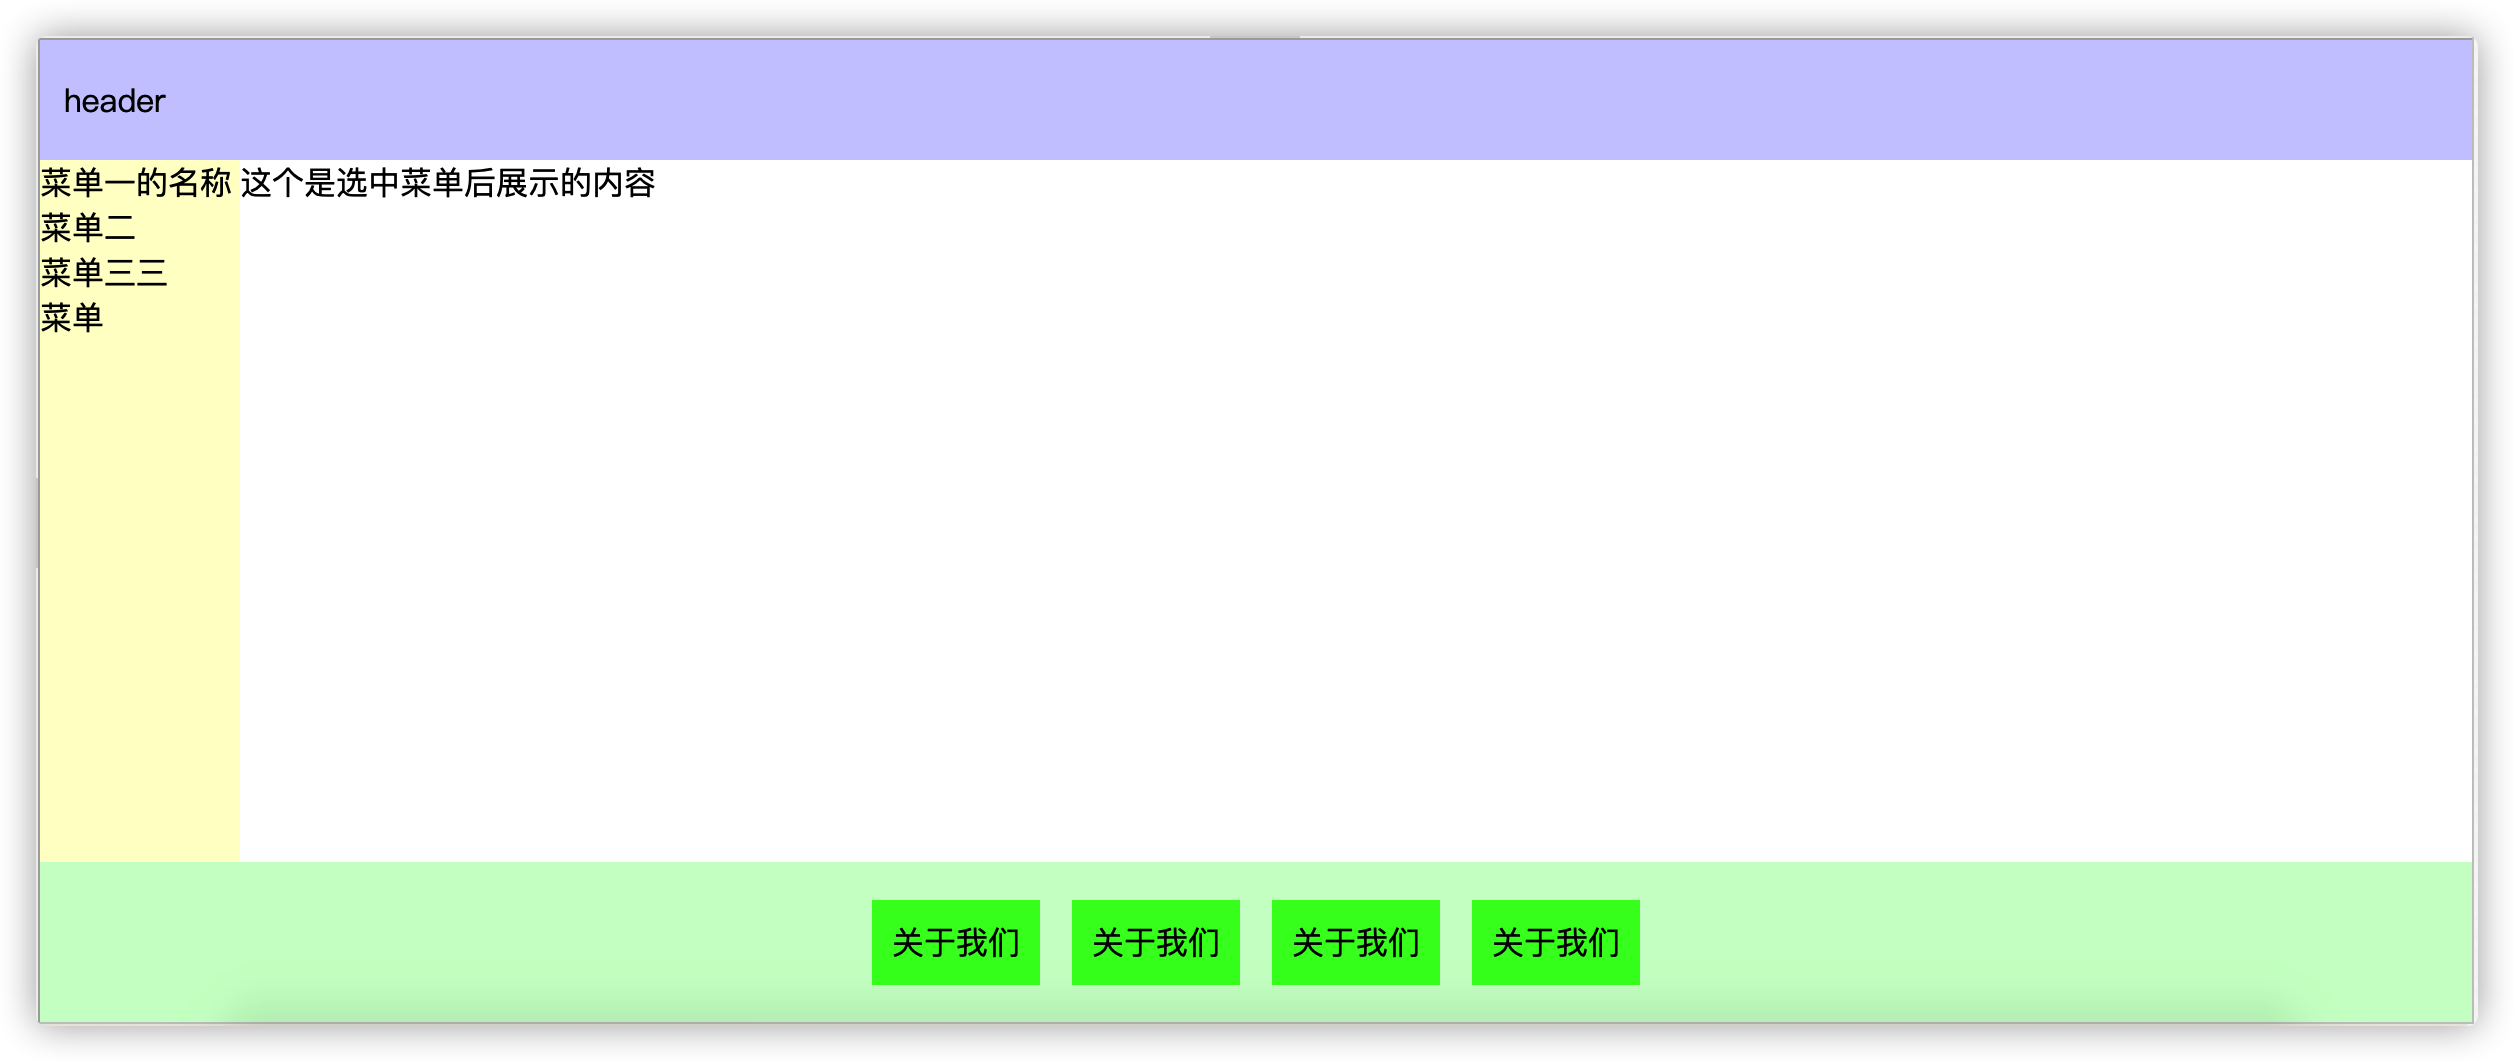 header
菜单一的名称
菜单二
菜单三三
菜单
这个是选中菜单后展示的内容
关于我们
关于我们
关于我们
关于我们